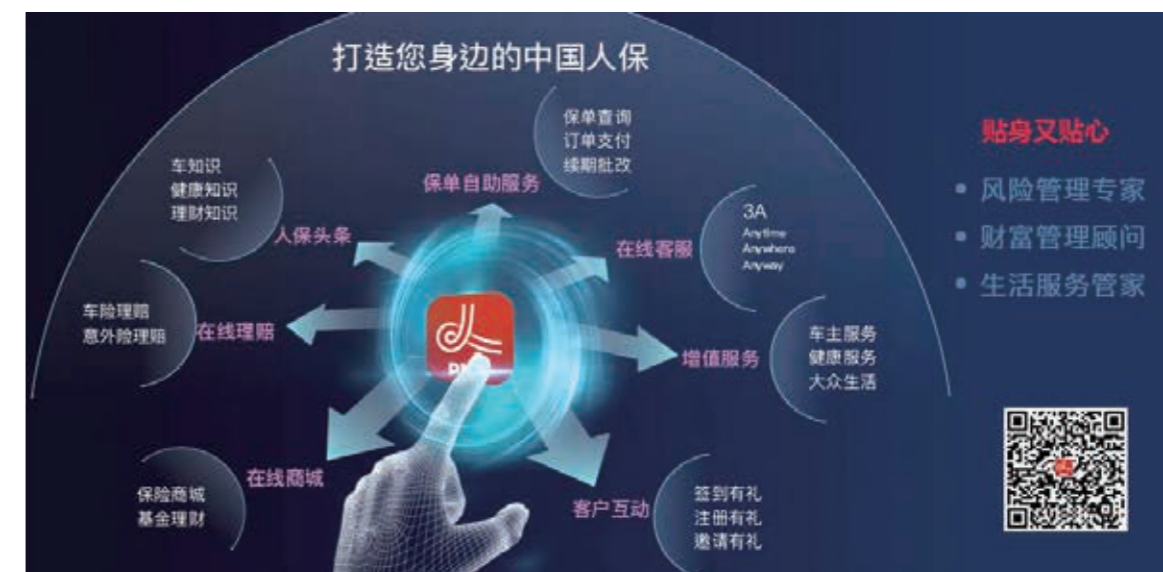 打造您身边的中国人保
保单查询
订单支付
续期批改
保单自助服务
车知识
健康知识
理财知识
人保头条
3A
Anytime
Anywhere
Anyway
在线客服
车险理赔
意外险理赔
在线理赔
增值服务
车主服务
健康服务
大众生活
在线商城
保险商城
基金理财
客户互动
签到有礼
注册有礼
邀请有礼
贴身又贴心
• 风险管理专家
• 财富管理顾问
• 生活服务管家